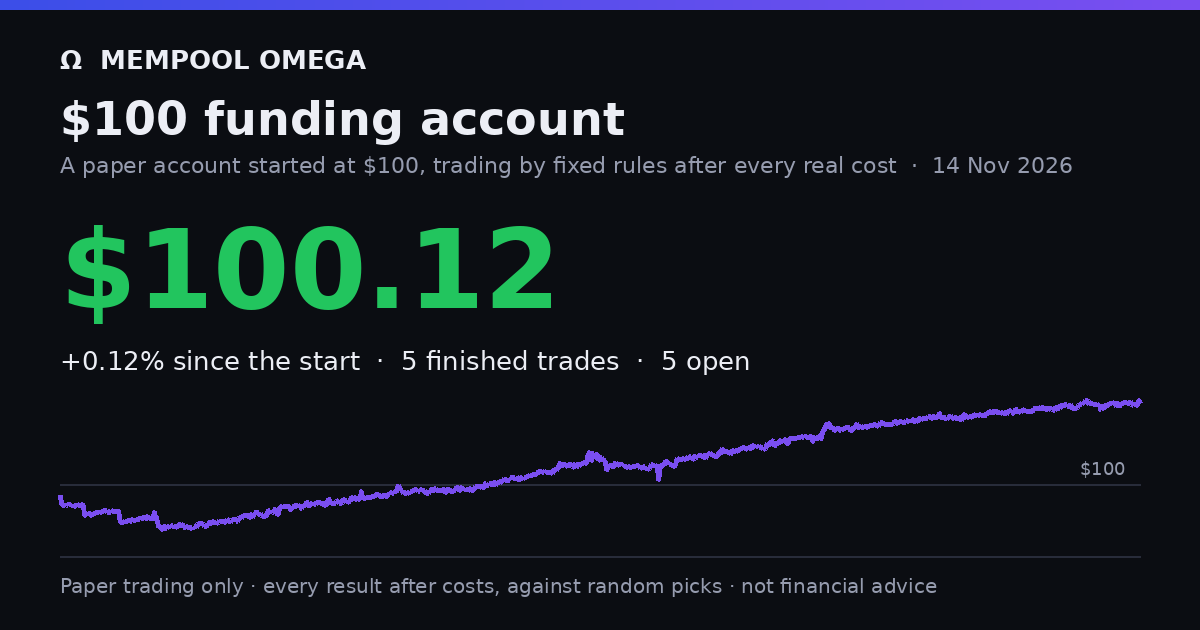 Ω MEMPOOL OMEGA
$100 funding account
A paper account started at $100, trading by fixed rules after every real cost · 14 Nov 2026
$100.12
+0.12% since the start · 5 finished trades · 5 open
$100
Paper trading only · every result after costs, against random picks · not financial advice